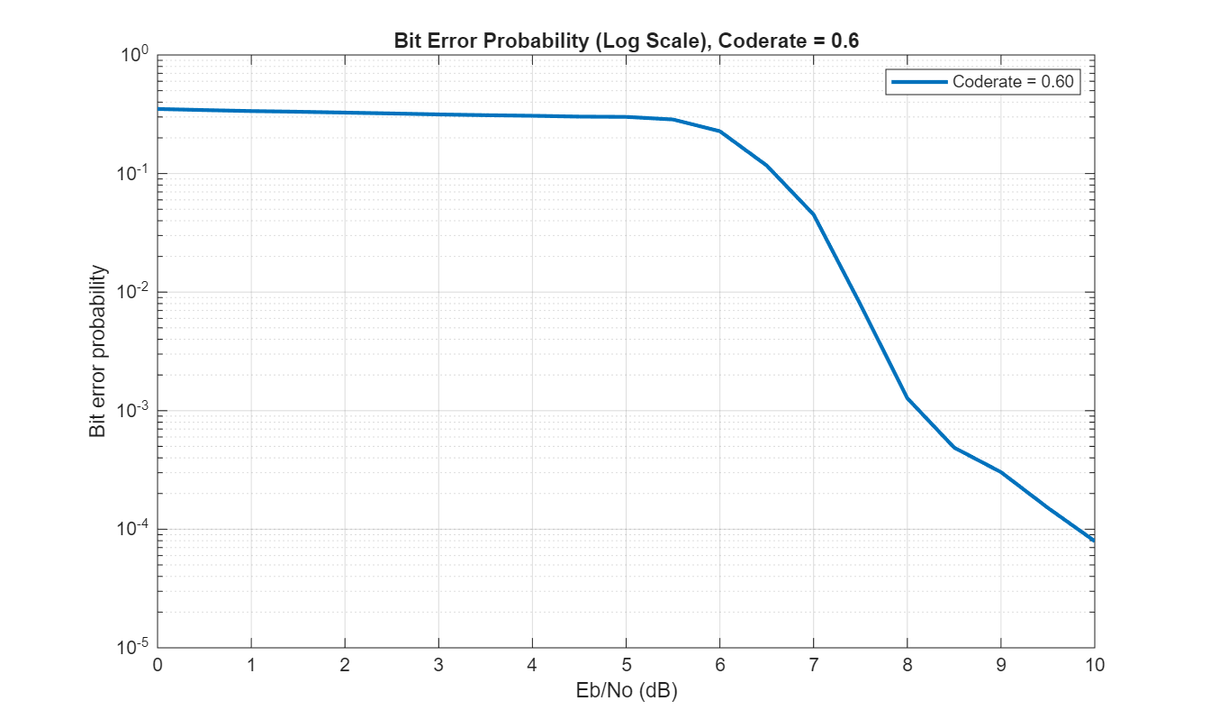 Bit Error Probability (Log Scale), Coderate = 0.6
Coderate = 0.60
10^0
10^-1
10^-2
10^-3
10^-4
10^-5
Bit error probability
0 1 2 3 4 5 6 7 8 9 10
Eb/No (dB)